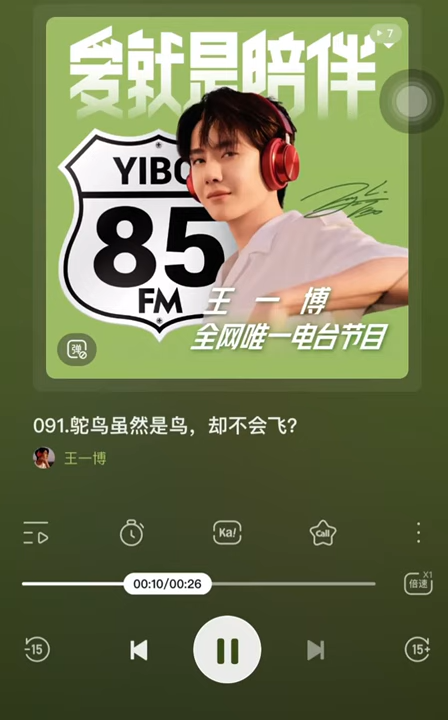 爱就是陪伴
7
YIBO
85
FM
王一博
全网唯一电台节目
弹
091.鸵鸟虽然是鸟，却不会飞？
王一博
Ka!
Call
00:10/00:26
X1
倍速
-15
15+